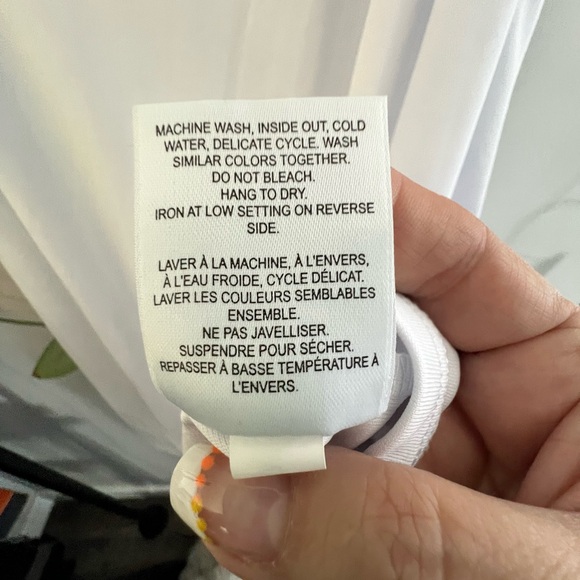 MACHINE WASH, INSIDE OUT, COLD
WATER, DELICATE CYCLE. WASH
SIMILAR COLORS TOGETHER.
DO NOT BLEACH.
HANG TO DRY.
IRON AT LOW SETTING ON REVERSE
SIDE.
LAVER À LA MACHINE, À L'ENVERS,
À L'EAU FROIDE, CYCLE DÉLICAT.
LAVER LES COULEURS SEMBLABLES
ENSEMBLE.
NE PAS JAVELLISER.
SUSPENDRE POUR SÉCHER.
REPASSER À BASSE TEMPÉRATURE À
L'ENVERS.